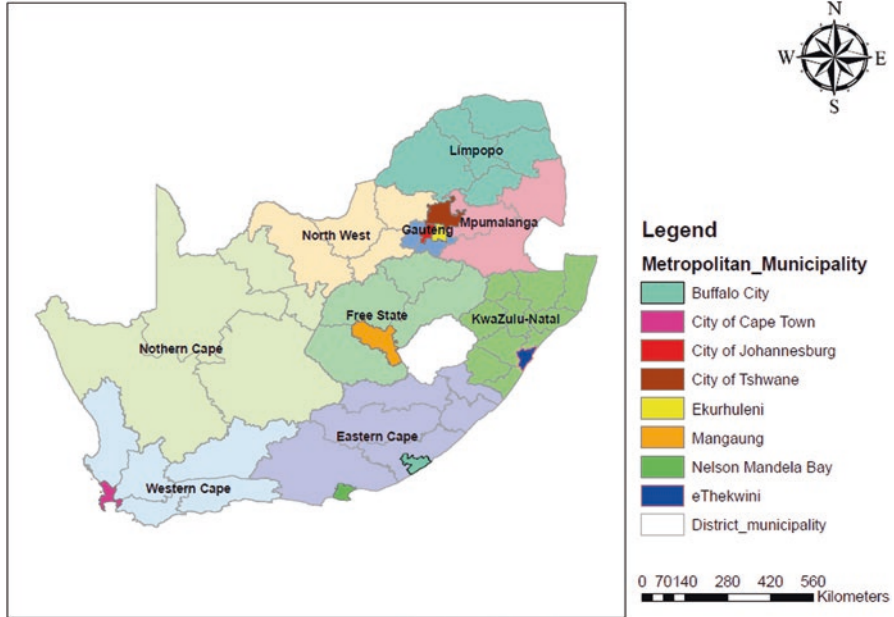 N
W E
S
Limpopo
North West
Gauteng
Mpumalanga
Free State
KwaZulu-Natal
Nothern Cape
Eastern Cape
Western Cape
Legend
Metropolitan_Municipality
Buffalo City
City of Cape Town
City of Johannesburg
City of Tshwane
Ekurhuleni
Mangaung
Nelson Mandela Bay
eThekwini
District_municipality
0 70140 280 420 560
Kilometers